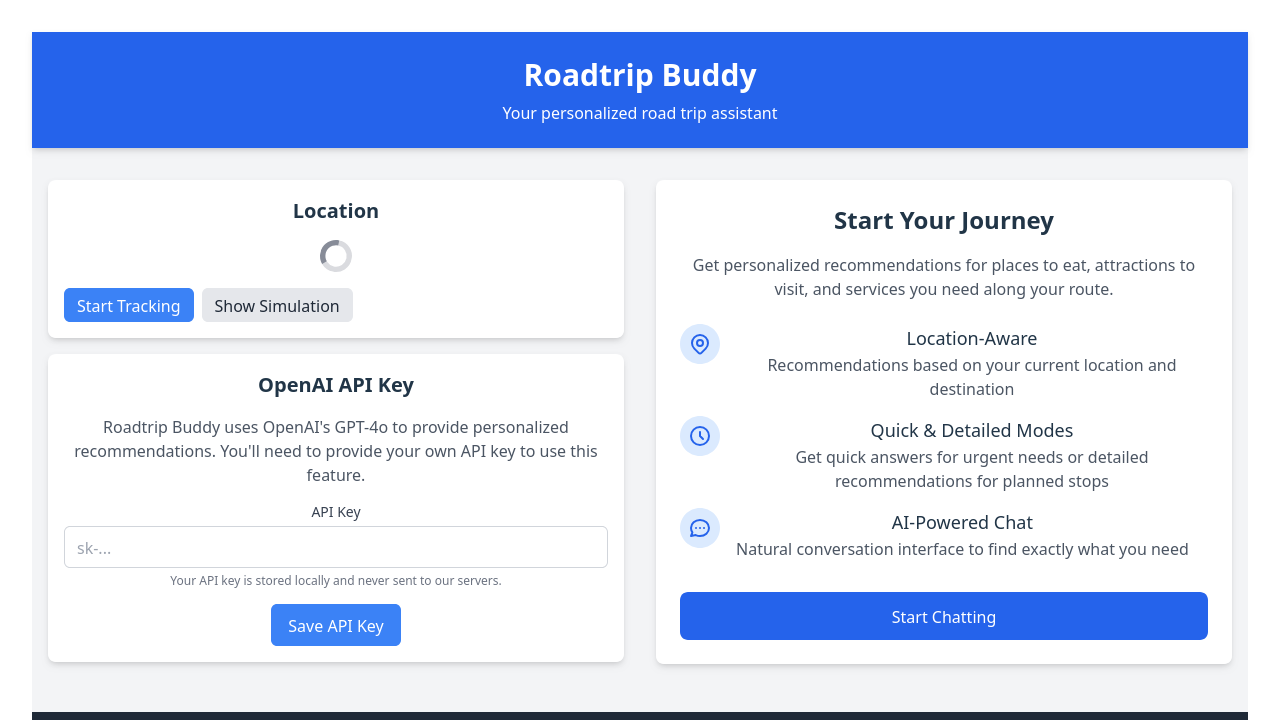 Roadtrip Buddy
Your personalized road trip assistant
Location
Start Tracking
Show Simulation
OpenAI API Key
Roadtrip Buddy uses OpenAI's GPT-4o to provide personalized
recommendations. You'll need to provide your own API key to use this
feature.
API Key
sk-...
Your API key is stored locally and never sent to our servers.
Save API Key
Start Your Journey
Get personalized recommendations for places to eat, attractions to
visit, and services you need along your route.
Location-Aware
Recommendations based on your current location and
destination
Quick & Detailed Modes
Get quick answers for urgent needs or detailed
recommendations for planned stops
AI-Powered Chat
Natural conversation interface to find exactly what you need
Start Chatting